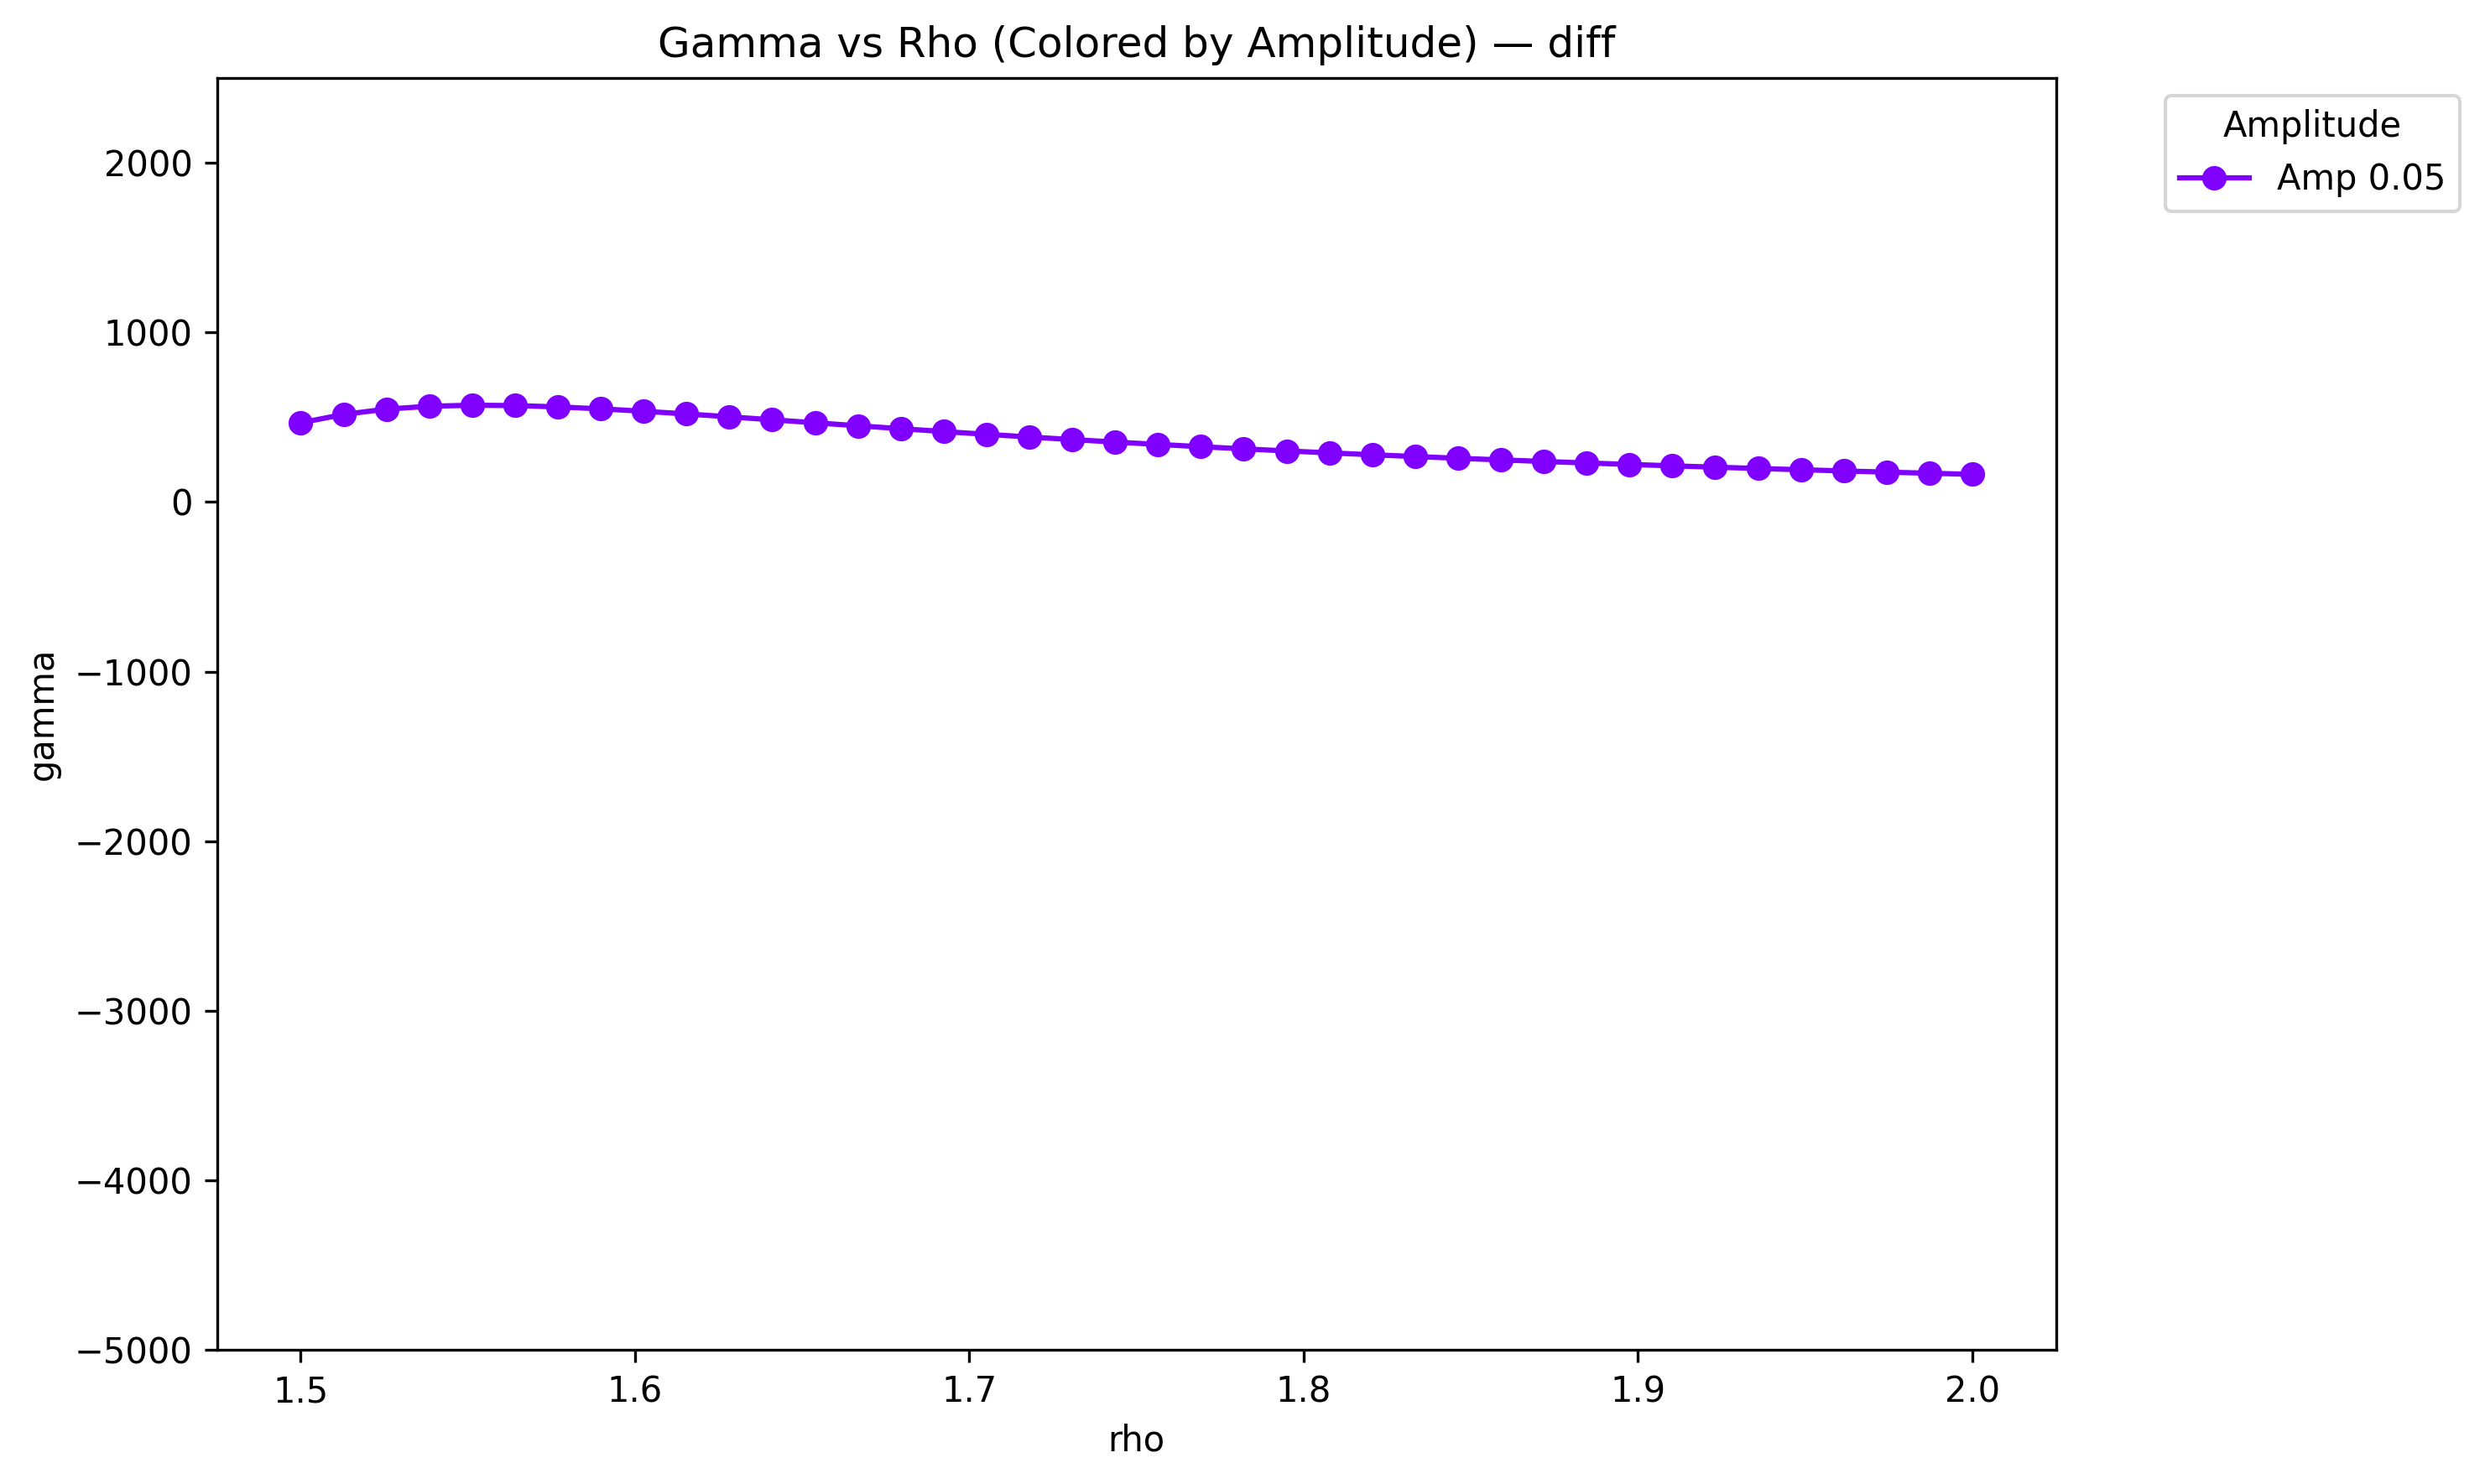 Gamma vs Rho (Colored by Amplitude) — diff
Amplitude
Amp 0.05
2000
1000
0
−1000
−2000
−3000
−4000
−5000
gamma
1.5 1.6 1.7 1.8 1.9 2.0
rho